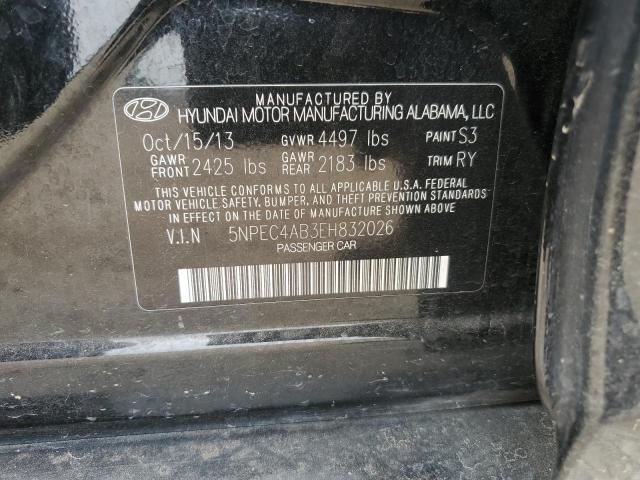 MANUFACTURED BY
HYUNDAI MOTOR MANUFACTURING ALABAMA, LLC
Oct/15/13 GVWR 4497 lbs PAINT S3
GAWR FRONT 2425 lbs GAWR REAR 2183 lbs TRIM RY
THIS VEHICLE CONFORMS TO ALL APPLICABLE U.S.A. FEDERAL
MOTOR VEHICLE.SAFETY, BUMPER, AND THEFT PREVENTION STANDARDS
IN EFFECT ON THE DATE OF MANUFACTURE SHOWN ABOVE
V.I.N 5NPEC4AB3EH832026
PASSENGER CAR